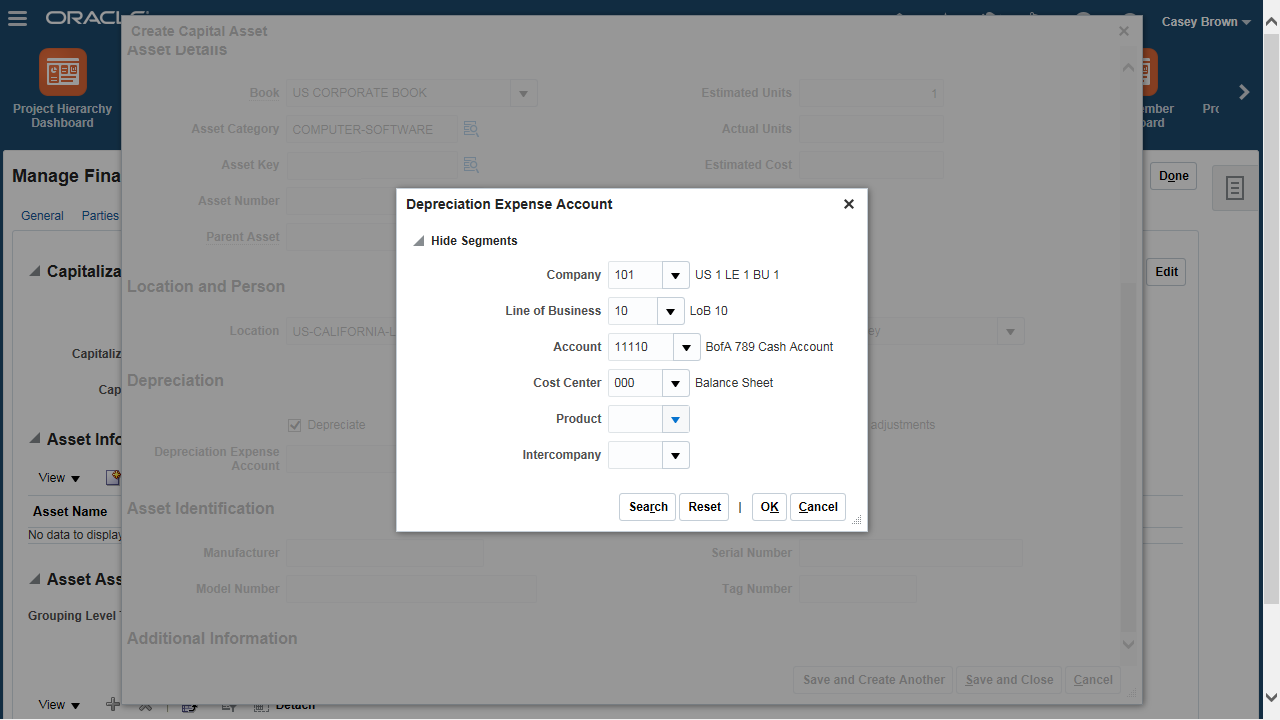 ORACLE
Casey Brown
Create Capital Asset
Project Hierarchy
Dashboard
Asset Details
Book US CORPORATE BOOK
Estimated Units 1
Asset Category COMPUTER-SOFTWARE
Actual Units
Asset Key
Estimated Cost
Asset Number
Parent Asset
Manage Fina
Done
General Parties
Capitaliza
Edit
Location and Person
Location US-CALIFORNIA-L
Capitaliz
Cap
Depreciation
Depreciate
adjustments
Depreciation Expense
Account
Asset Info
View
Asset Name
No data to display
Asset Identification
Manufacturer
Serial Number
Model Number
Tag Number
Asset Ass
Grouping Level
Additional Information
Save and Create Another Save and Close Cancel
View
Detach
Depreciation Expense Account
Hide Segments
Company 101 US 1 LE 1 BU 1
Line of Business 10 LoB 10
Account 11110 BofA 789 Cash Account
Cost Center 000 Balance Sheet
Product
Intercompany
Search Reset | OK Cancel